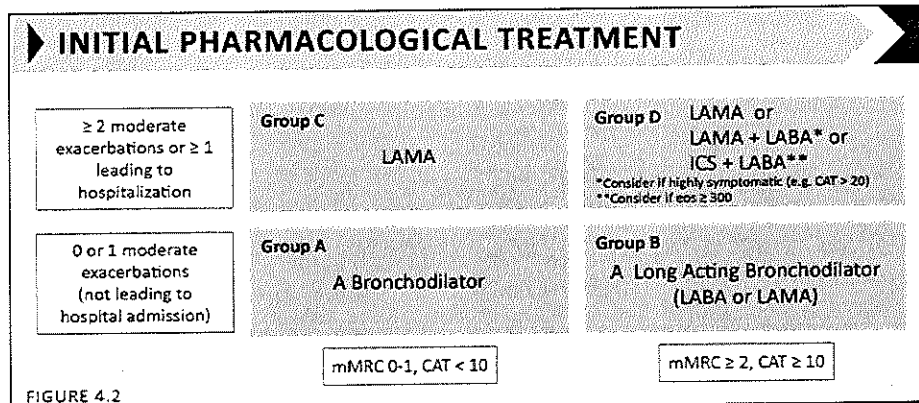 INITIAL PHARMACOLOGICAL TREATMENT
≥ 2 moderate
exacerbations or ≥ 1
leading to
hospitalization
Group C
LAMA
Group D
LAMA or
LAMA + LABA* or
ICS + LABA**
*Consider if highly symptomatic (e.g. CAT > 20)
**Consider if eos ≥ 300
0 or 1 moderate
exacerbations
(not leading to
hospital admission)
Group A
A Bronchodilator
Group B
A Long Acting Bronchodilator
(LABA or LAMA)
mMRC 0-1, CAT < 10
mMRC ≥ 2, CAT ≥ 10
FIGURE 4.2